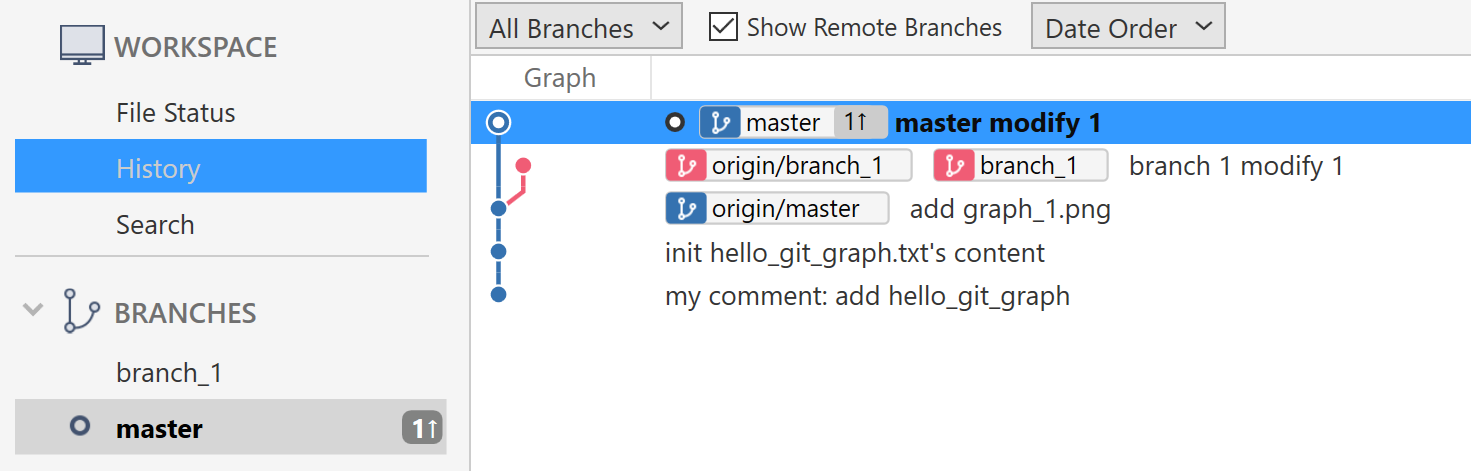 WORKSPACE
File Status
History
Search
BRANCHES
branch_1
master 1↑
All Branches Show Remote Branches Date Order
Graph
master 1↑ master modify 1
origin/branch_1 branch_1 branch 1 modify 1
origin/master add graph_1.png
init hello_git_graph.txt's content
my comment: add hello_git_graph